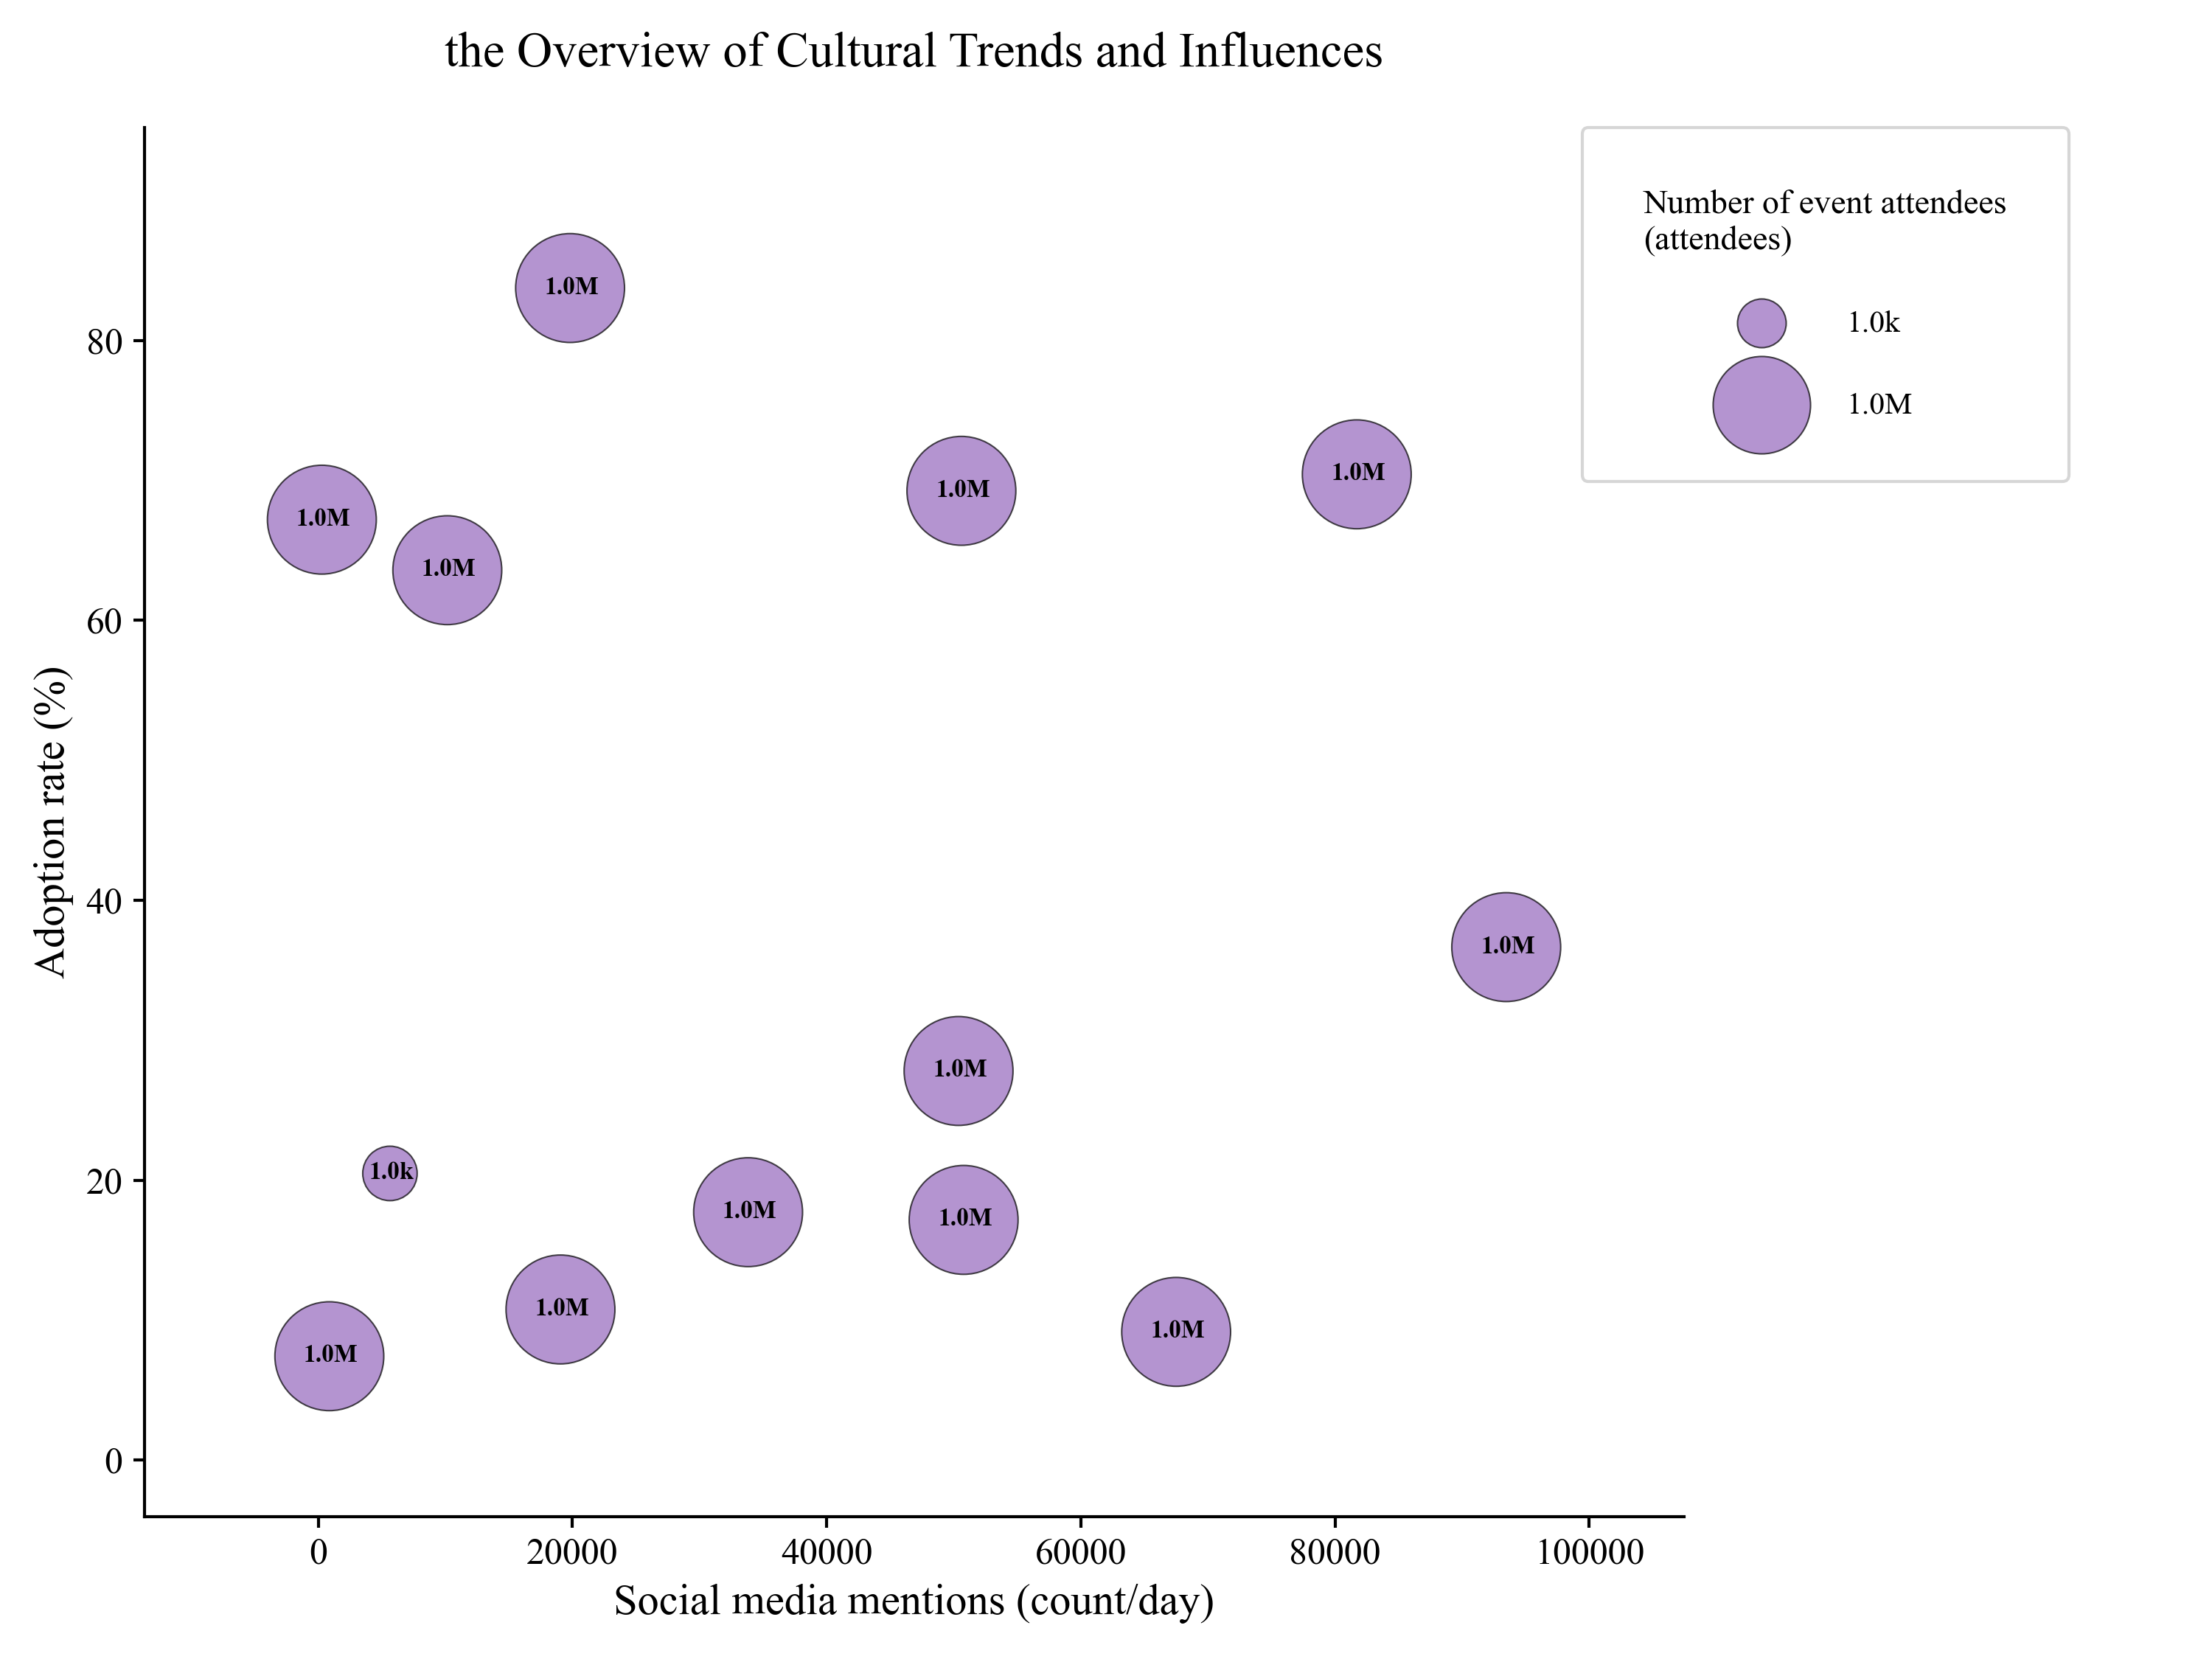 the Overview of Cultural Trends and Influences
Number of event attendees
(attendees)
1.0k
1.0M
Adoption rate (%)
80
60
40
20
0
1.0M
1.0M
1.0M
1.0M
1.0M
1.0M
1.0M
1.0k
1.0M
1.0M
1.0M
1.0M
1.0M
0
20000
40000
60000
80000
100000
Social media mentions (count/day)